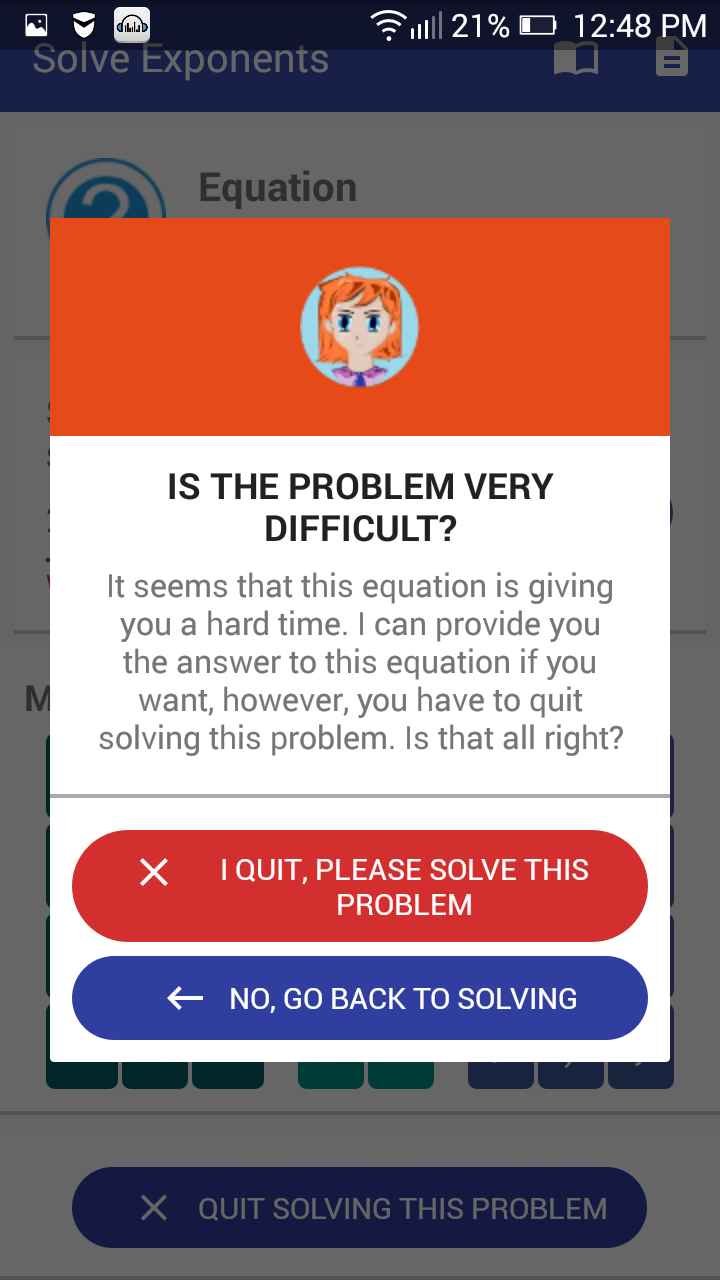 21% 12:48 PM
Solve Exponents
Equation
IS THE PROBLEM VERY
DIFFICULT?
It seems that this equation is giving
you a hard time. I can provide you
the answer to this equation if you
want, however, you have to quit
solving this problem. Is that all right?
I QUIT, PLEASE SOLVE THIS
PROBLEM
NO, GO BACK TO SOLVING
QUIT SOLVING THIS PROBLEM